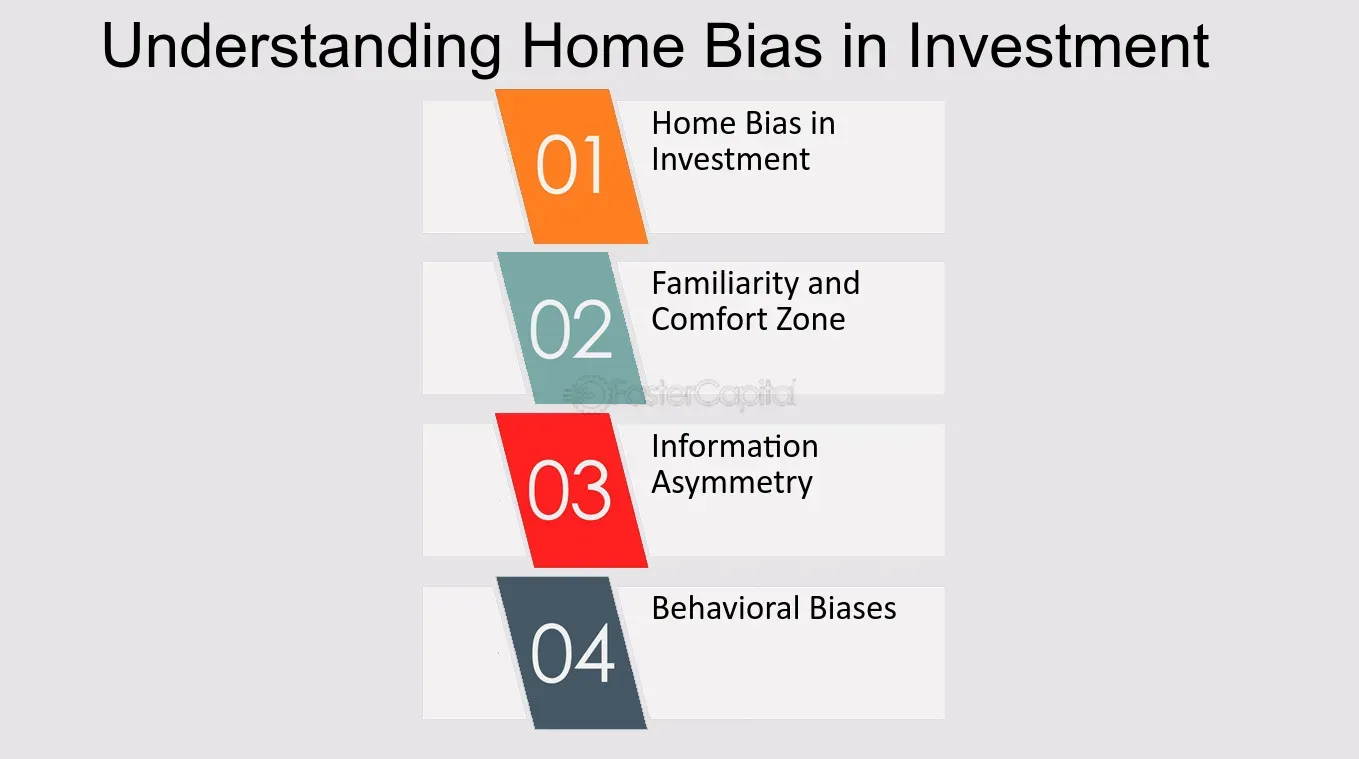 Understanding Home Bias in Investment
01
Home Bias in
Investment
02
Familiarity and
Comfort Zone
FasterCapital
03
Information
Asymmetry
04
Behavioral Biases